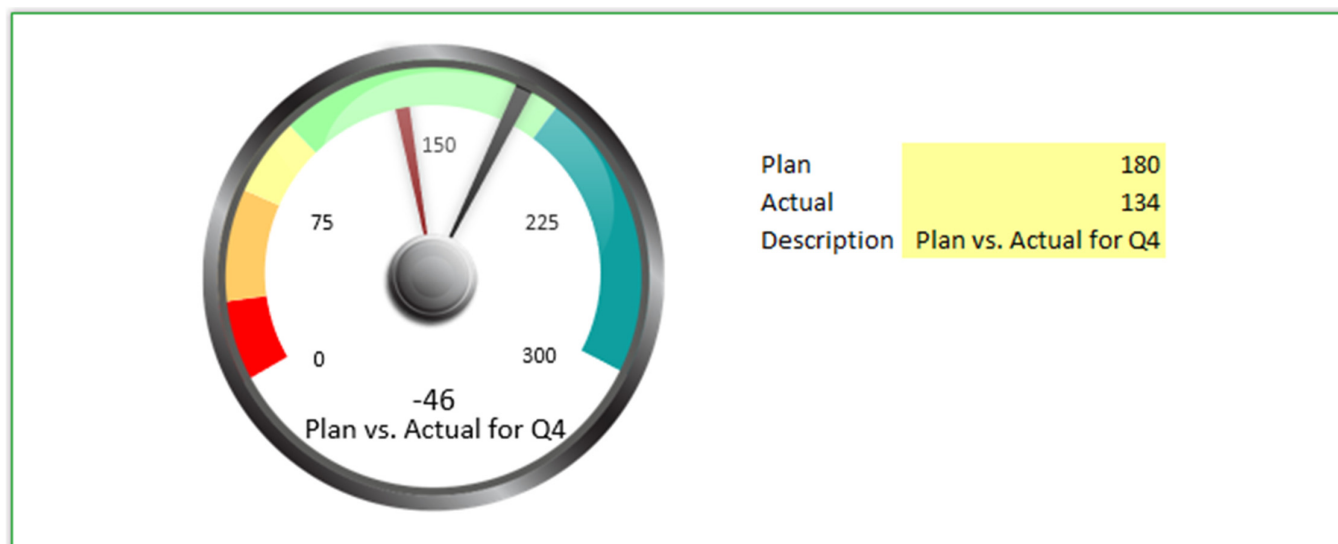 150
75
225
0
300
-46
Plan vs. Actual for Q4
Plan 180
Actual 134
Description Plan vs. Actual for Q4